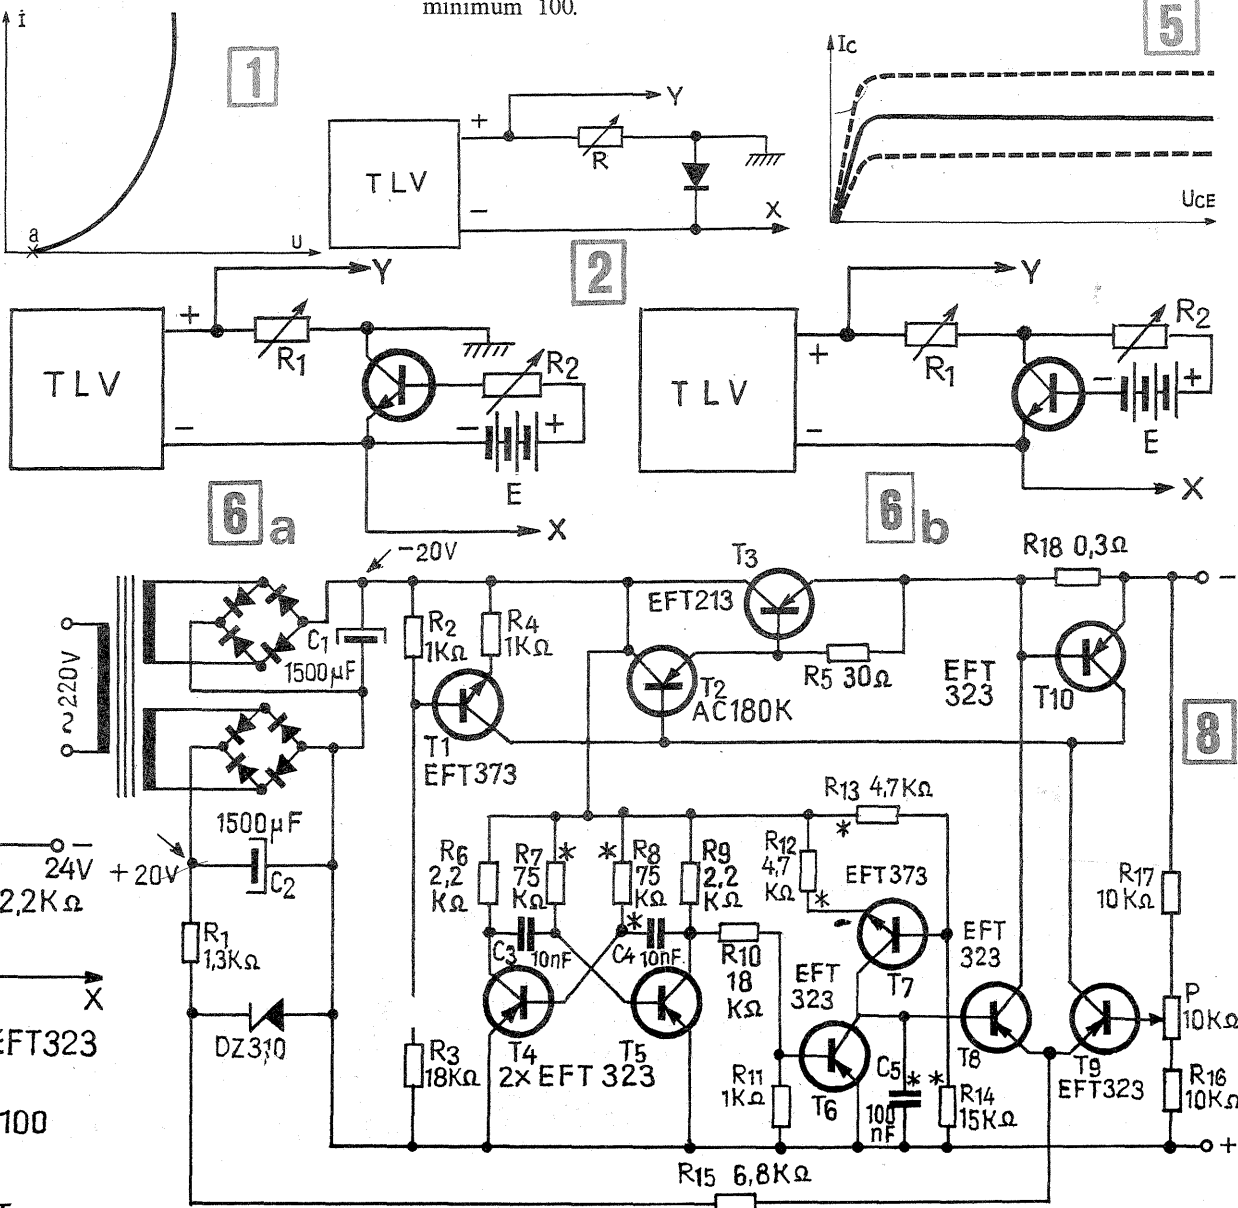 minimum 100.
i
1
a
u
TLV
+
−
Y
R
X
2
5
IC
UCE
TLV
+
−
Y
R1
R2
−
+
E
X
6a
TLV
+
−
Y
R1
R2
−
+
E
X
6b
8
−20V
~220V
C1
1500µF
1500µF
C2
+20V
R1
1,3KΩ
DZ310
R2
1KΩ
R4
1KΩ
T1
EFT373
T3
EFT213
T2
AC180K
R5 30Ω
R18 0,3Ω
−
EFT
323
T10
R13 4,7KΩ
*
R6
2,2
KΩ
R7
75
KΩ
*
*
R8
75
KΩ
R9
2,2
KΩ
R12
4,7
KΩ
*
EFT373
T7
C3
10nF
C4
10nF
*
R10
18
KΩ
R3
18KΩ
T4
T5
2x EFT 323
R11
1KΩ
EFT
323
T6
C5
*
100
nF
*
R14
15KΩ
EFT
323
T8
T9
EFT323
R17
10KΩ
P
10KΩ
R16
10KΩ
+
R15 6,8KΩ
−
24V
2,2KΩ
X
EFT323
100